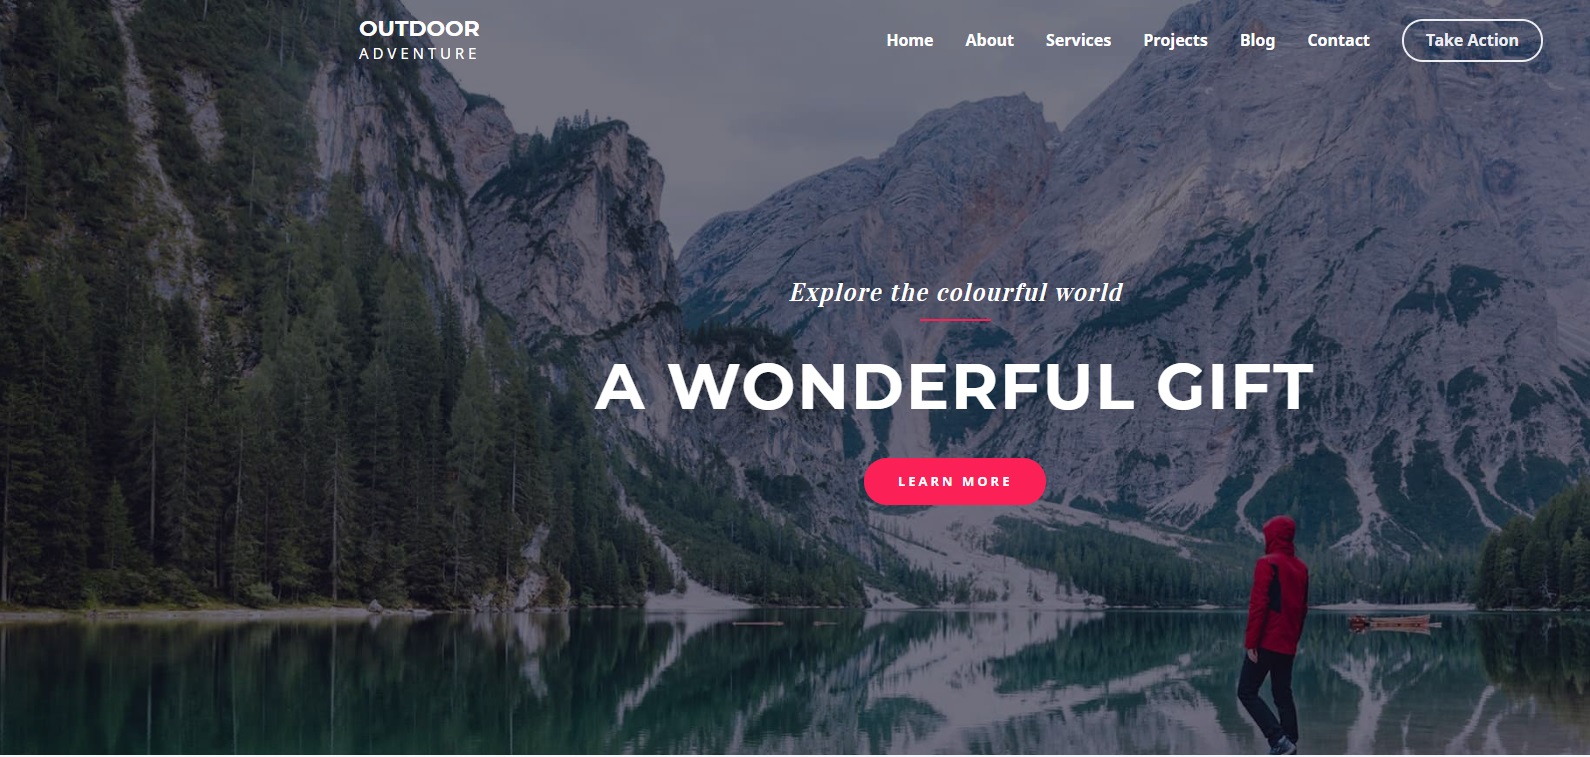 OUTDOOR
ADVENTURE
Home About Services Projects Blog Contact Take Action
Explore the colourful world
A WONDERFUL GIFT
LEARN MORE